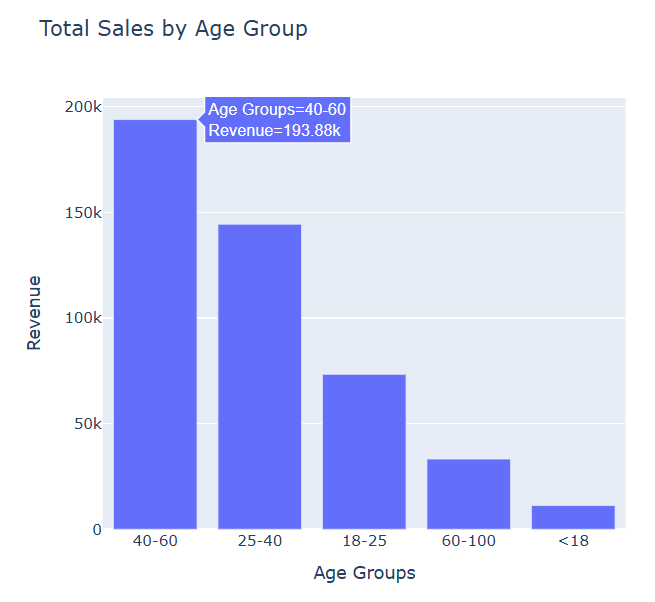 Total Sales by Age Group
Age Groups=40-60
Revenue=193.88k
200k
150k
100k
50k
0
Revenue
40-60 25-40 18-25 60-100 <18
Age Groups